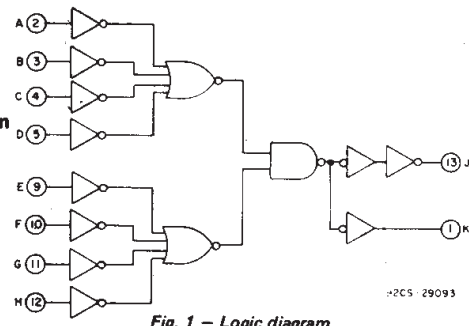 A 2
B 3
C 4
n
D 5
E 9
F 10
G 11
H 12
13 J
1 K
92CS-29093
Fig. 1 – Logic diagram